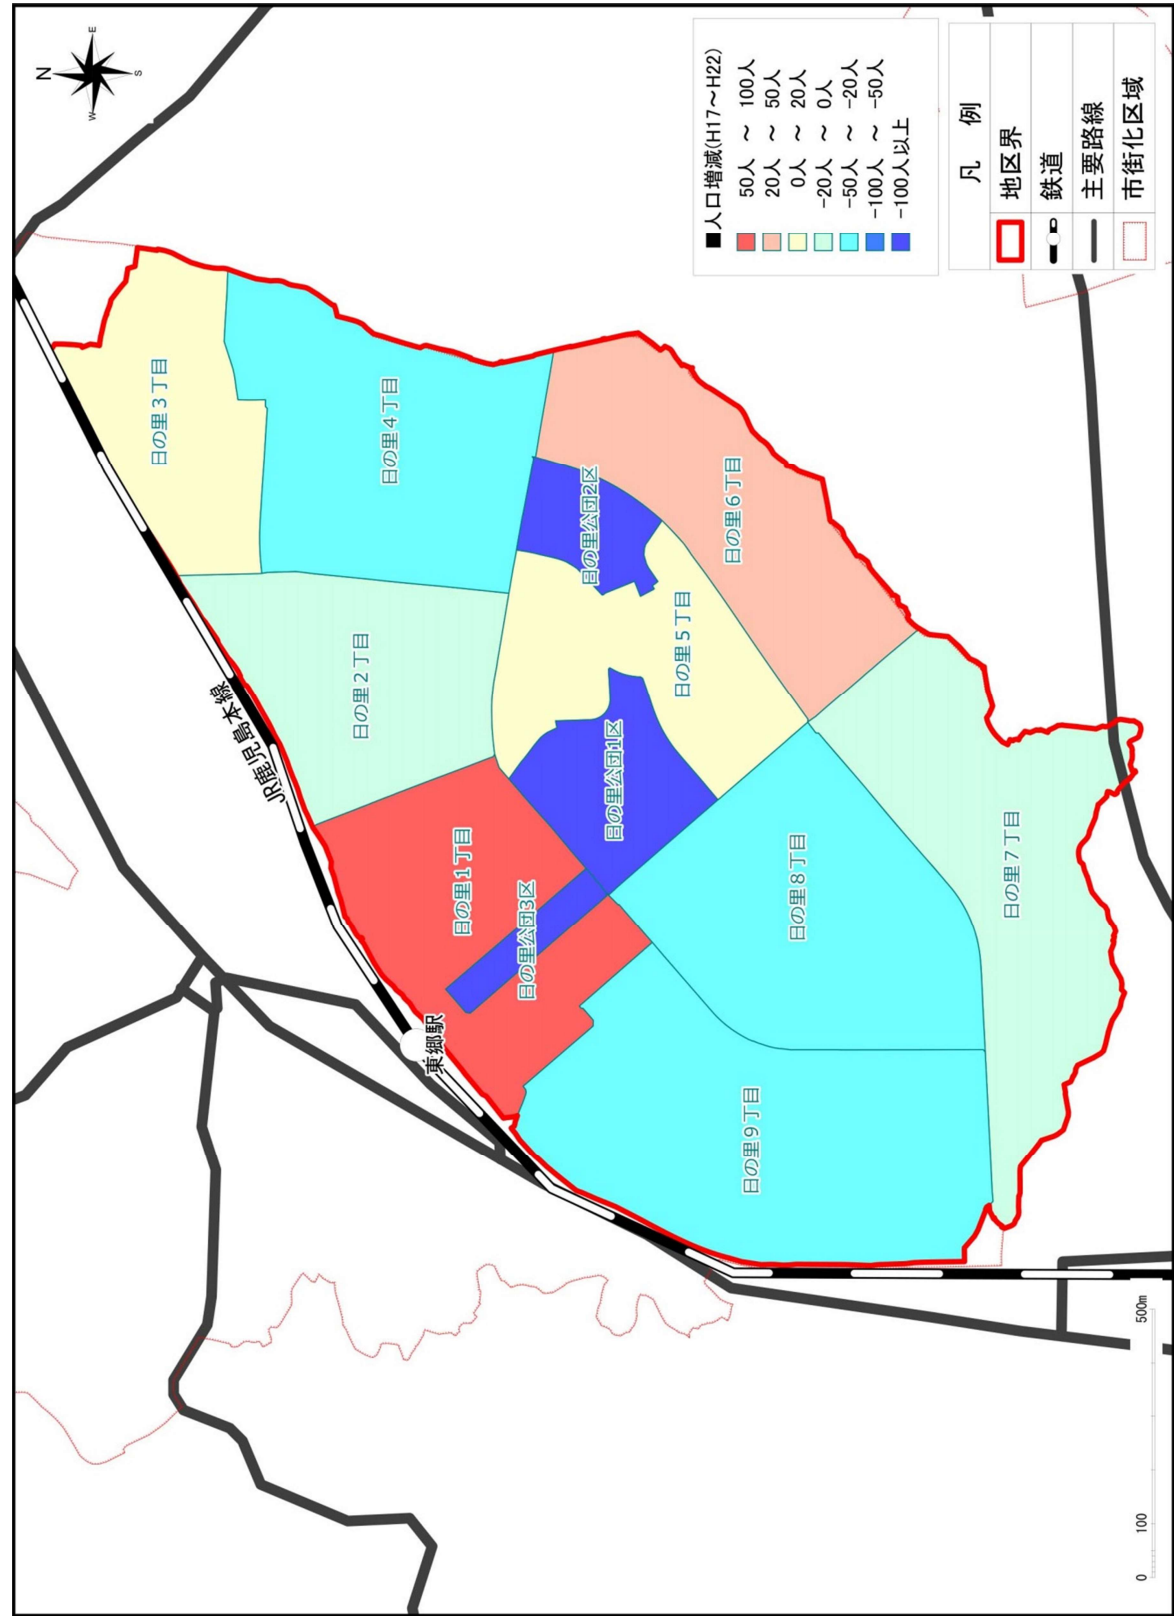 N
E
S
W
■人口増減(H17～H22)
50人 ～ 100人
20人 ～ 50人
0人 ～ 20人
-20人 ～ 0人
-50人 ～ -20人
-100人 ～ -50人
-100人以上
凡 例
地区界
鉄道
主要路線
市街化区域
日の里3丁目
日の里4丁目
日の里公団2区
日の里6丁目
日の里2丁目
日の里5丁目
JR鹿児島本線
日の里1丁目
日の里公団1区
日の里公団3区
日の里8丁目
日の里7丁目
東郷駅
日の里9丁目
0 100 500m